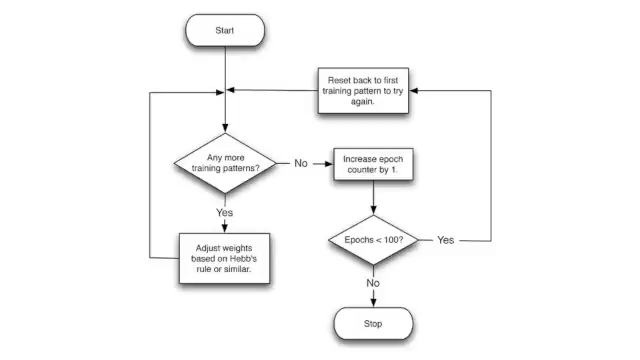 Start
Reset back to first
training pattern to try
again.
Any more
training patterns?
No
Increase epoch
counter by 1.
Yes
Adjust weights
based on Hebb's
rule or similar.
Epochs < 100?
Yes
No
Stop